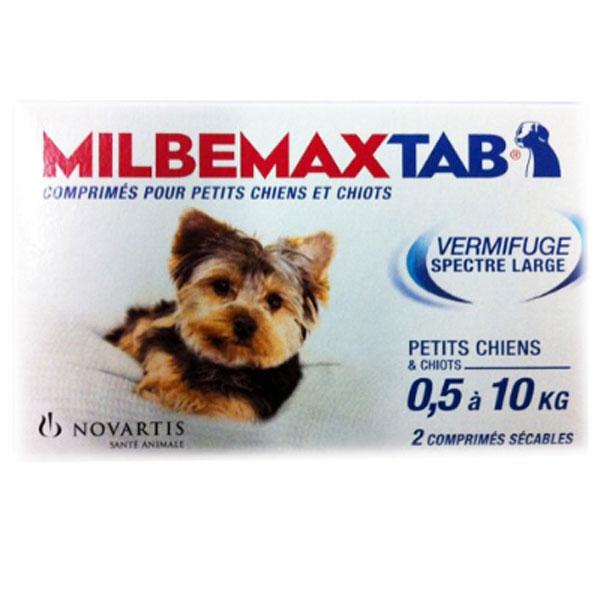 MILBEMAXTAB®
COMPRIMÉS POUR PETITS CHIENS ET CHIOTS
VERMIFUGE
SPECTRE LARGE
PETITS CHIENS
& CHIOTS
0,5 à 10 KG
2 COMPRIMÉS SÉCABLES
NOVARTIS
SANTÉ ANIMALE